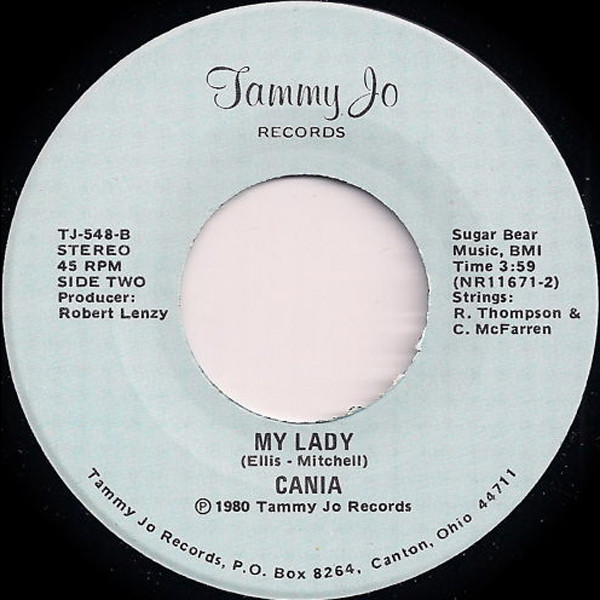 Tammy Jo
RECORDS
TJ-548-B
STEREO
45 RPM
SIDE TWO
Producer:
Robert Lenzy
Sugar Bear
Music, BMI
Time 3:59
(NR11671-2)
Strings:
R. Thompson &
C. McFarren
MY LADY
(Ellis - Mitchell)
CANIA
Ⓟ 1980 Tammy Jo Records
Tammy Jo Records, P.O. Box 8264, Canton, Ohio 44711